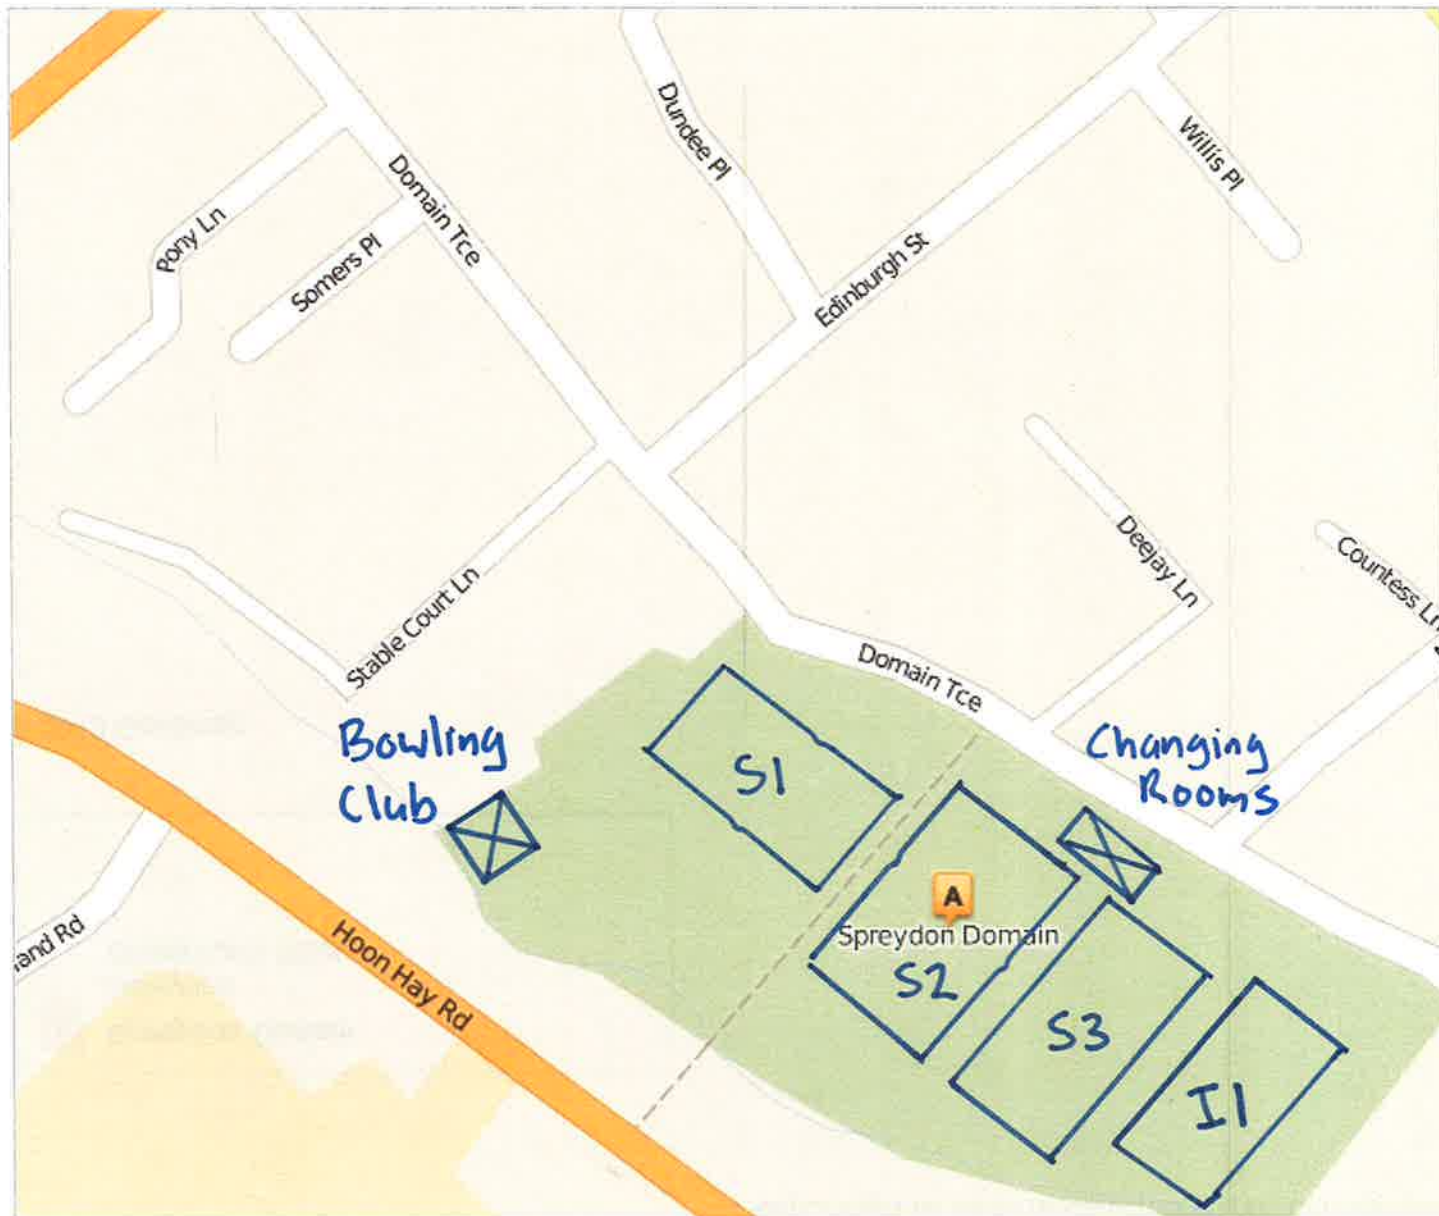 Dundee Pl
Willis Pl
Domain Tce
Pony Ln
Somers Pl
Edinburgh St
Deejay Ln
Countess Ln
Stable Court Ln
Domain Tce
Bowling
Club
Changing
Rooms
S1
A
Spreydon Domain
S2
S3
I1
Hoon Hay Rd
land Rd